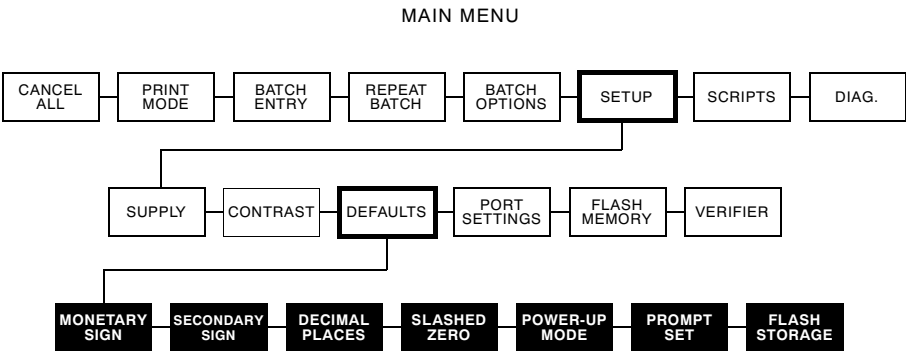 MAIN MENU
CANCEL
ALL
PRINT
MODE
BATCH
ENTRY
REPEAT
BATCH
BATCH
OPTIONS
SETUP
SCRIPTS
DIAG.
SUPPLY
CONTRAST
DEFAULTS
PORT
SETTINGS
FLASH
MEMORY
VERIFIER
MONETARY
SIGN
SECONDARY
SIGN
DECIMAL
PLACES
SLASHED
ZERO
POWER-UP
MODE
PROMPT
SET
FLASH
STORAGE